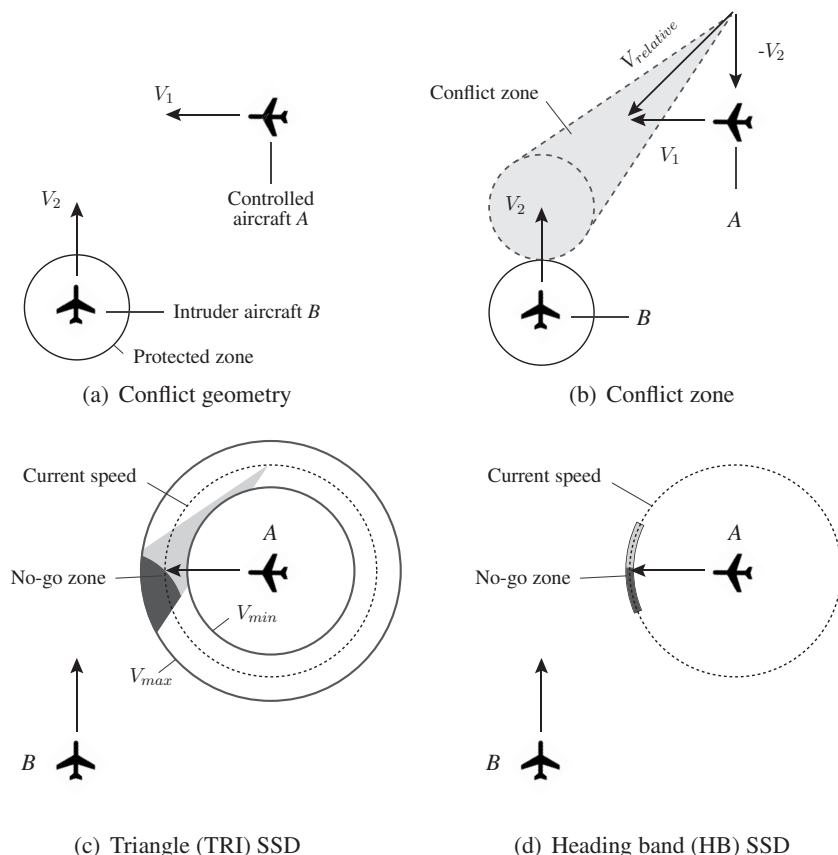 V1
Controlled
aircraft A
V2
Intruder aircraft B
Protected zone
(a) Conflict geometry
Vrelative
-V2
Conflict zone
V1
V2
A
B
(b) Conflict zone
Current speed
A
No-go zone
Vmin
Vmax
B
(c) Triangle (TRI) SSD
Current speed
A
No-go zone
B
(d) Heading band (HB) SSD